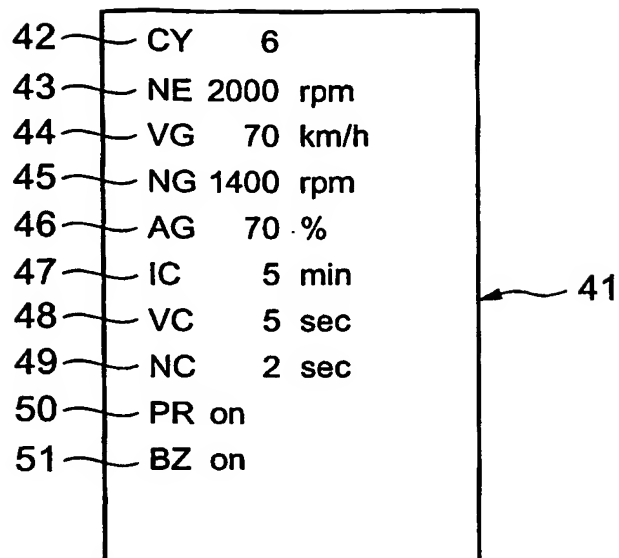 42 CY 6
43 NE 2000 rpm
44 VG 70 km/h
45 NG 1400 rpm
46 AG 70 %
47 IC 5 min
41
48 VC 5 sec
49 NC 2 sec
50 PR on
51 BZ on